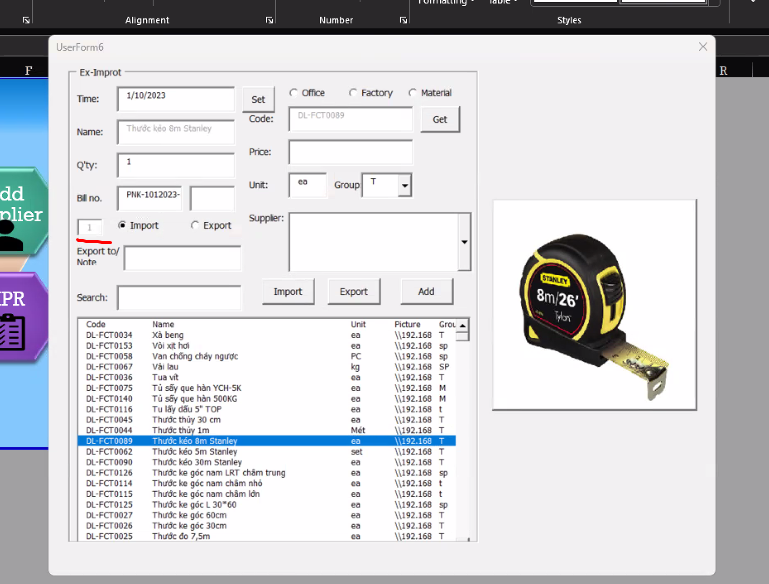 Formatting
Table
Alignment
Number
Styles
UserForm6
F
R
dd
plier
PR
Ex-Improt
Time:
1/10/2023
Set
Office
Factory
Material
Code:
DL-FCT0089
Get
Name:
Thước kéo 8m Stanley
Price:
Q'ty:
1
Unit:
ea
Group
T
Bill no.
PNK-1012023-
1
Import
Export
Supplier:
Export to/
Note
Search:
Import
Export
Add
Code Name Unit Picture Grou
DL-FCT0034 Xà beng ea \\192.168 T
DL-FCT0153 Vòi xịt hơi ea \\192.168 sp
DL-FCT0058 Van chống cháy ngược PC \\192.168 sp
DL-FCT0067 Vải lau kg \\192.168 SP
DL-FCT0036 Tua vít ea \\192.168 T
DL-FCT0075 Tủ sấy que hàn YCH-5K ea \\192.168 M
DL-FCT0140 Tủ sấy que hàn 500KG ea \\192.168 M
DL-FCT0116 Tu lấy dấu 5" TOP ea \\192.168 t
DL-FCT0045 Thước thủy 30 cm ea \\192.168 T
DL-FCT0044 Thước thủy 1m Mét \\192.168 T
DL-FCT0089 Thước kéo 8m Stanley ea \\192.168 T
DL-FCT0062 Thước kéo 5m Stanley set \\192.168 T
DL-FCT0090 Thước kéo 30m Stanley ea \\192.168 T
DL-FCT0126 Thước ke góc nam LRT châm trung ea \\192.168 sp
DL-FCT0114 Thước ke góc nam châm nhỏ ea \\192.168 t
DL-FCT0115 Thước ke góc nam châm lớn ea \\192.168 t
DL-FCT0125 Thước ke góc L 30*60 ea \\192.168 sp
DL-FCT0027 Thước ke góc 60cm ea \\192.168 T
DL-FCT0026 Thước ke góc 30cm ea \\192.168 T
DL-FCT0025 Thước đo 7,5m ea \\192.168 T
STANLEY
8m/26'
Tylon